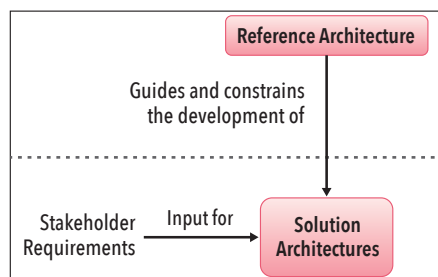 Reference Architecture
Guides and constrains
the development of
Stakeholder
Requirements
Input for
Solution
Architectures